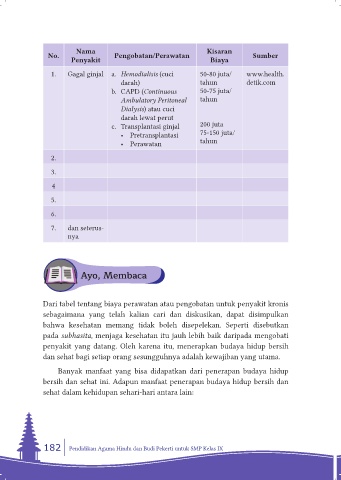 No. Nama Penyakit Pengobatan/Perawatan Kisaran Biaya Sumber
1. Gagal ginjal a. Hemodialisis (cuci 50-80 juta/ www.health.
darah) tahun detik.com
b. CAPD (Continuous 50-75 juta/
Ambulatory Peritoneal tahun
Dialysis) atau cuci
darah lewat perut
c. Transplantasi ginjal 200 juta
• Pretransplantasi 75-150 juta/
• Perawatan tahun
2.
3.
4
5.
6.
7. dan seterus-
nya
Ayo, Membaca
Dari tabel tentang biaya perawatan atau pengobatan untuk penyakit kronis
sebagaimana yang telah kalian cari dan diskusikan, dapat disimpulkan
bahwa kesehatan memang tidak boleh disepelekan. Seperti disebutkan
pada subhasita, menjaga kesehatan itu jauh lebih baik daripada mengobati
penyakit yang datang. Oleh karena itu, menerapkan budaya hidup bersih
dan sehat bagi setiap orang sesungguhnya adalah kewajiban yang utama.
Banyak manfaat yang bisa didapatkan dari penerapan budaya hidup
bersih dan sehat ini. Adapun manfaat penerapan budaya hidup bersih dan
sehat dalam kehidupan sehari-hari antara lain:
182 Pendidikan Agama Hindu dan Budi Pekerti untuk SMP Kelas IX